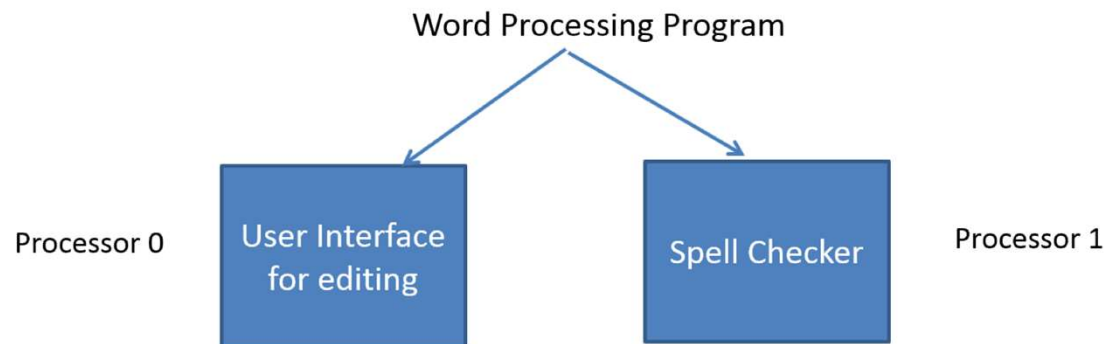 Word Processing Program
Processor 0
User Interface
for editing
Spell Checker
Processor 1